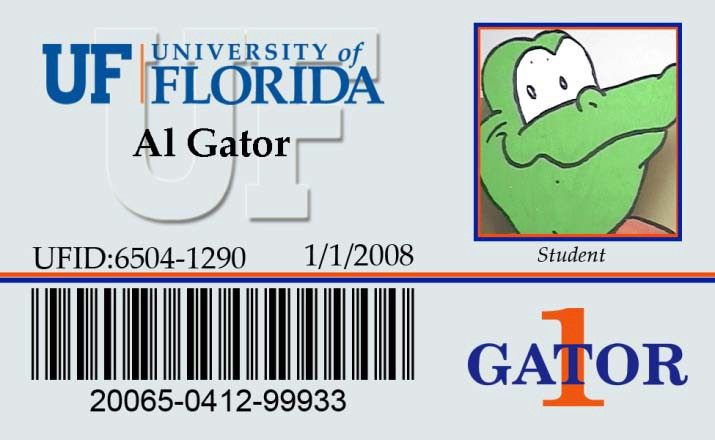 UF UNIVERSITY of
FLORIDA
Al Gator
UFID:6504-1290 1/1/2008
Student
20065-0412-99933
1
GATOR